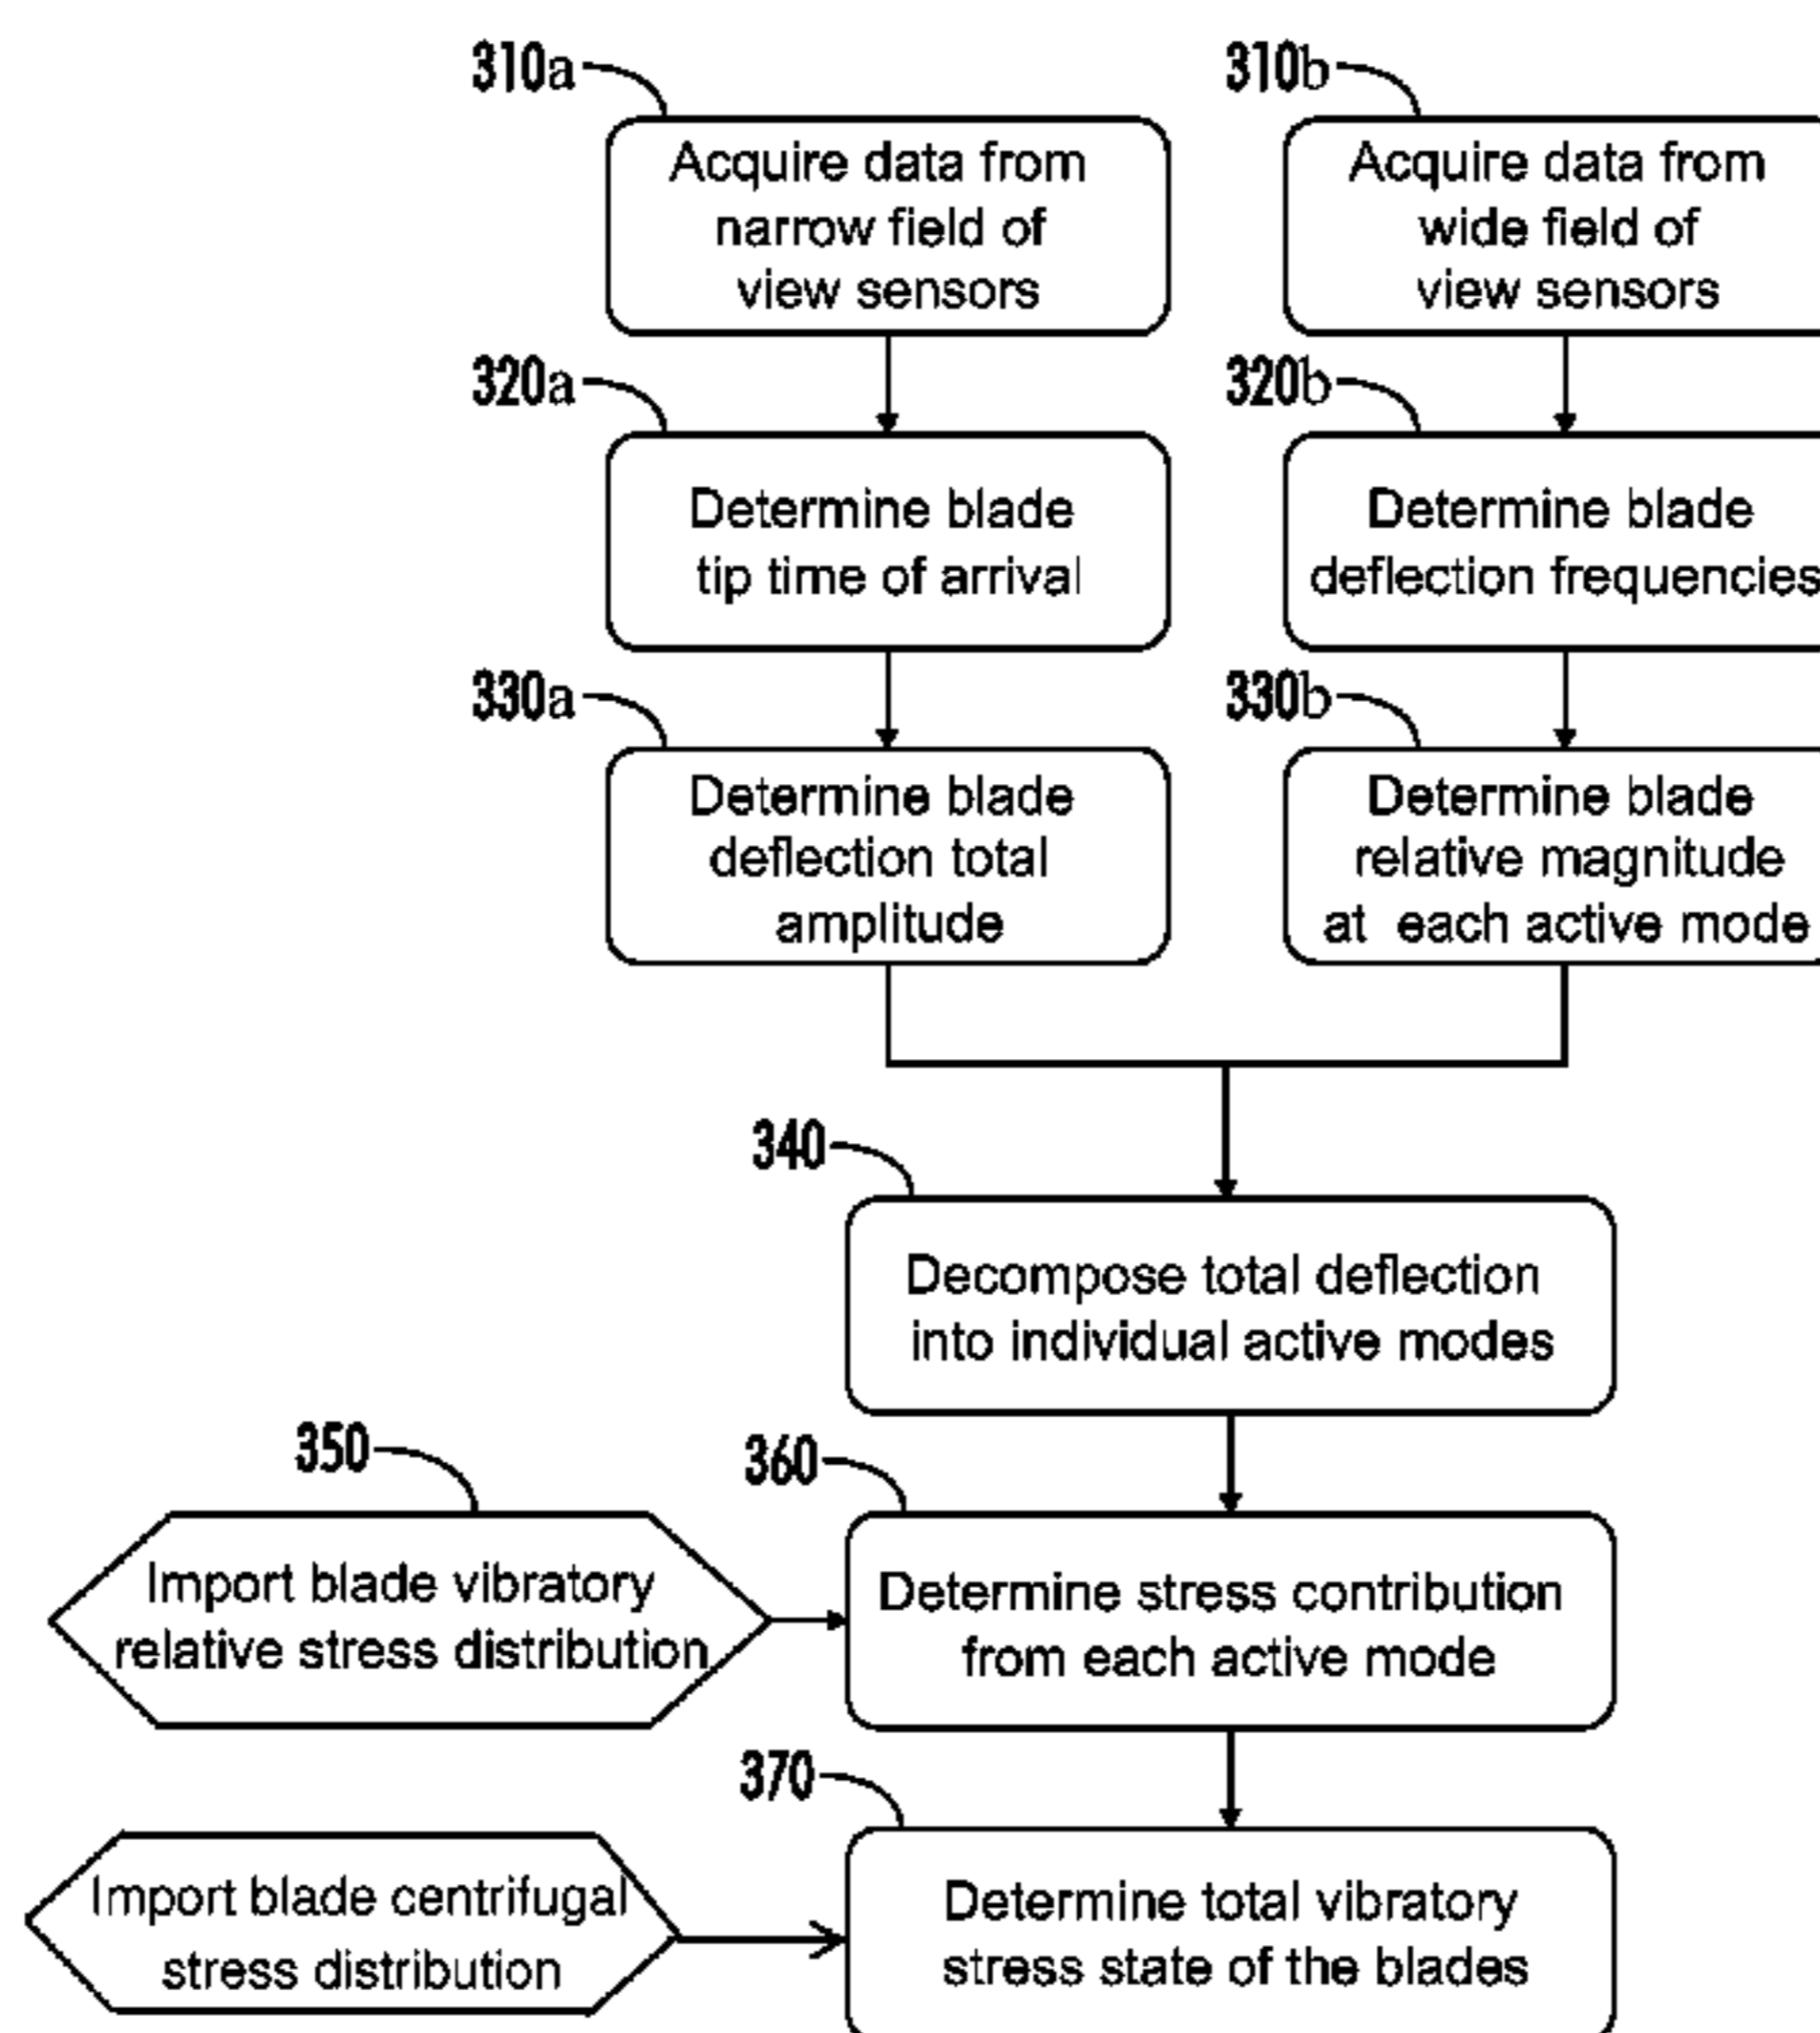 310a
Acquire data from
narrow field of
view sensors
310b
Acquire data from
wide field of
view sensors
320a
Determine blade
tip time of arrival
320b
Determine blade
deflection frequencies
330a
Determine blade
deflection total
amplitude
330b
Determine blade
relative magnitude
at each active mode
340
Decompose total deflection
into individual active modes
350
Import blade vibratory
relative stress distribution
360
Determine stress contribution
from each active mode
Import blade centrifugal
stress distribution
370
Determine total vibratory
stress state of the blades